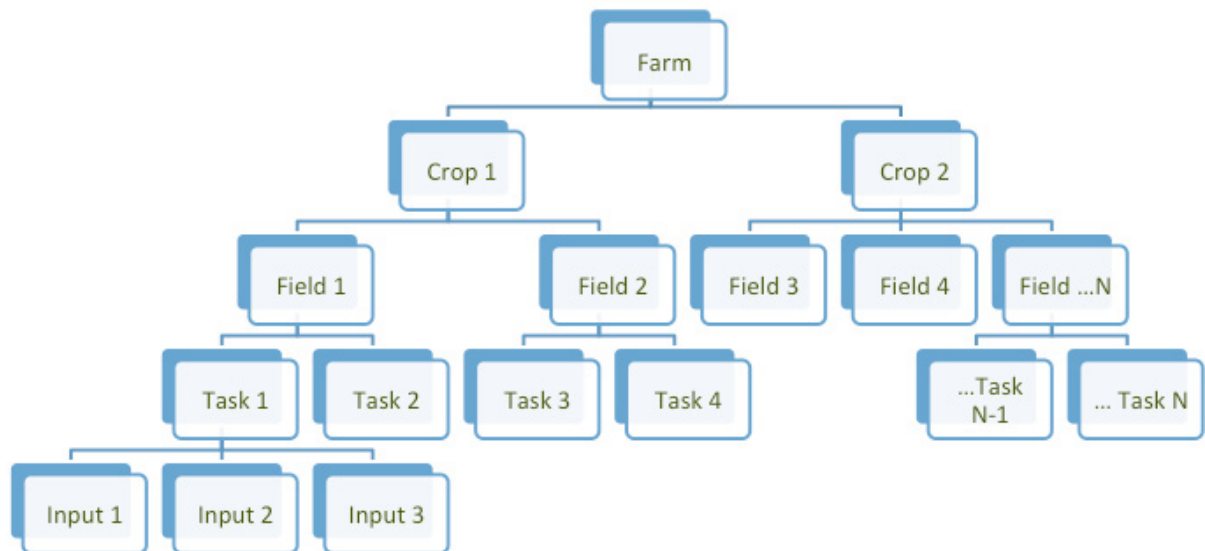 Farm
Crop 1
Crop 2
Field 1
Field 2
Field 3
Field 4
Field ...N
Task 1
Task 2
Task 3
Task 4
...Task
N-1
... Task N
Input 1
Input 2
Input 3